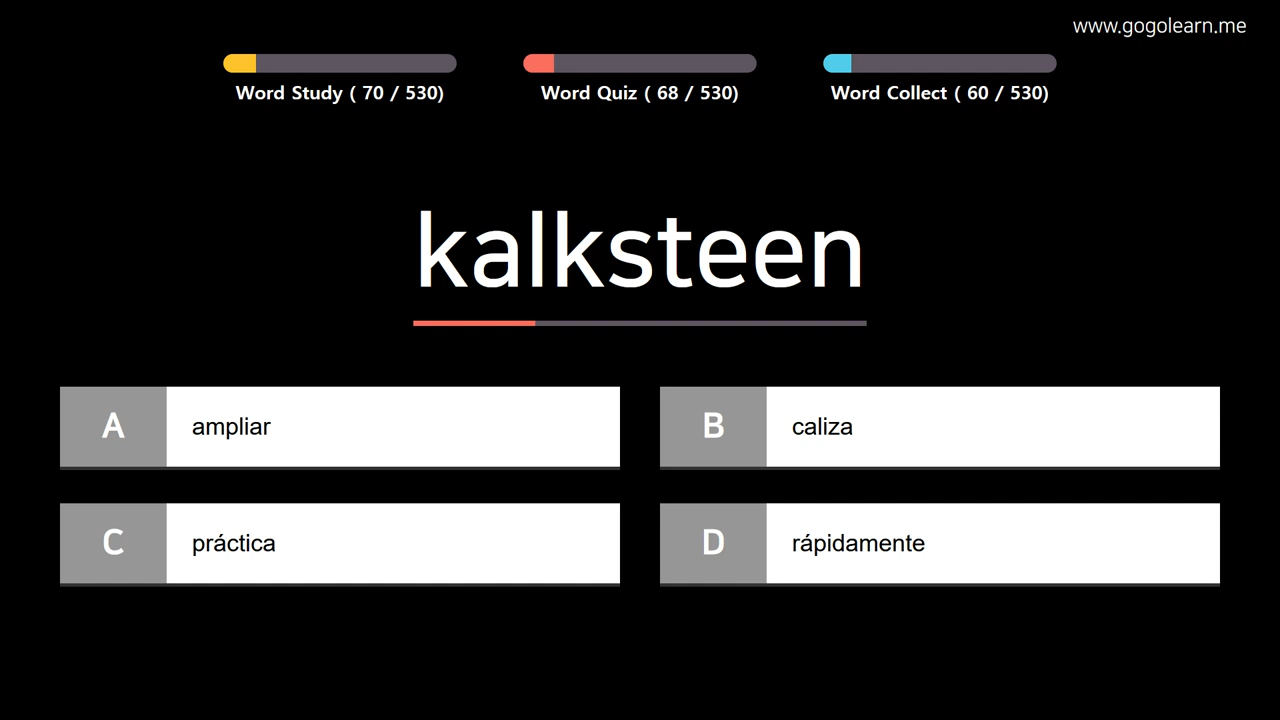 www.gogolearn.me
Word Study ( 70 / 530)
Word Quiz ( 68 / 530)
Word Collect ( 60 / 530)
kalksteen
A ampliar
B caliza
C práctica
D rápidamente